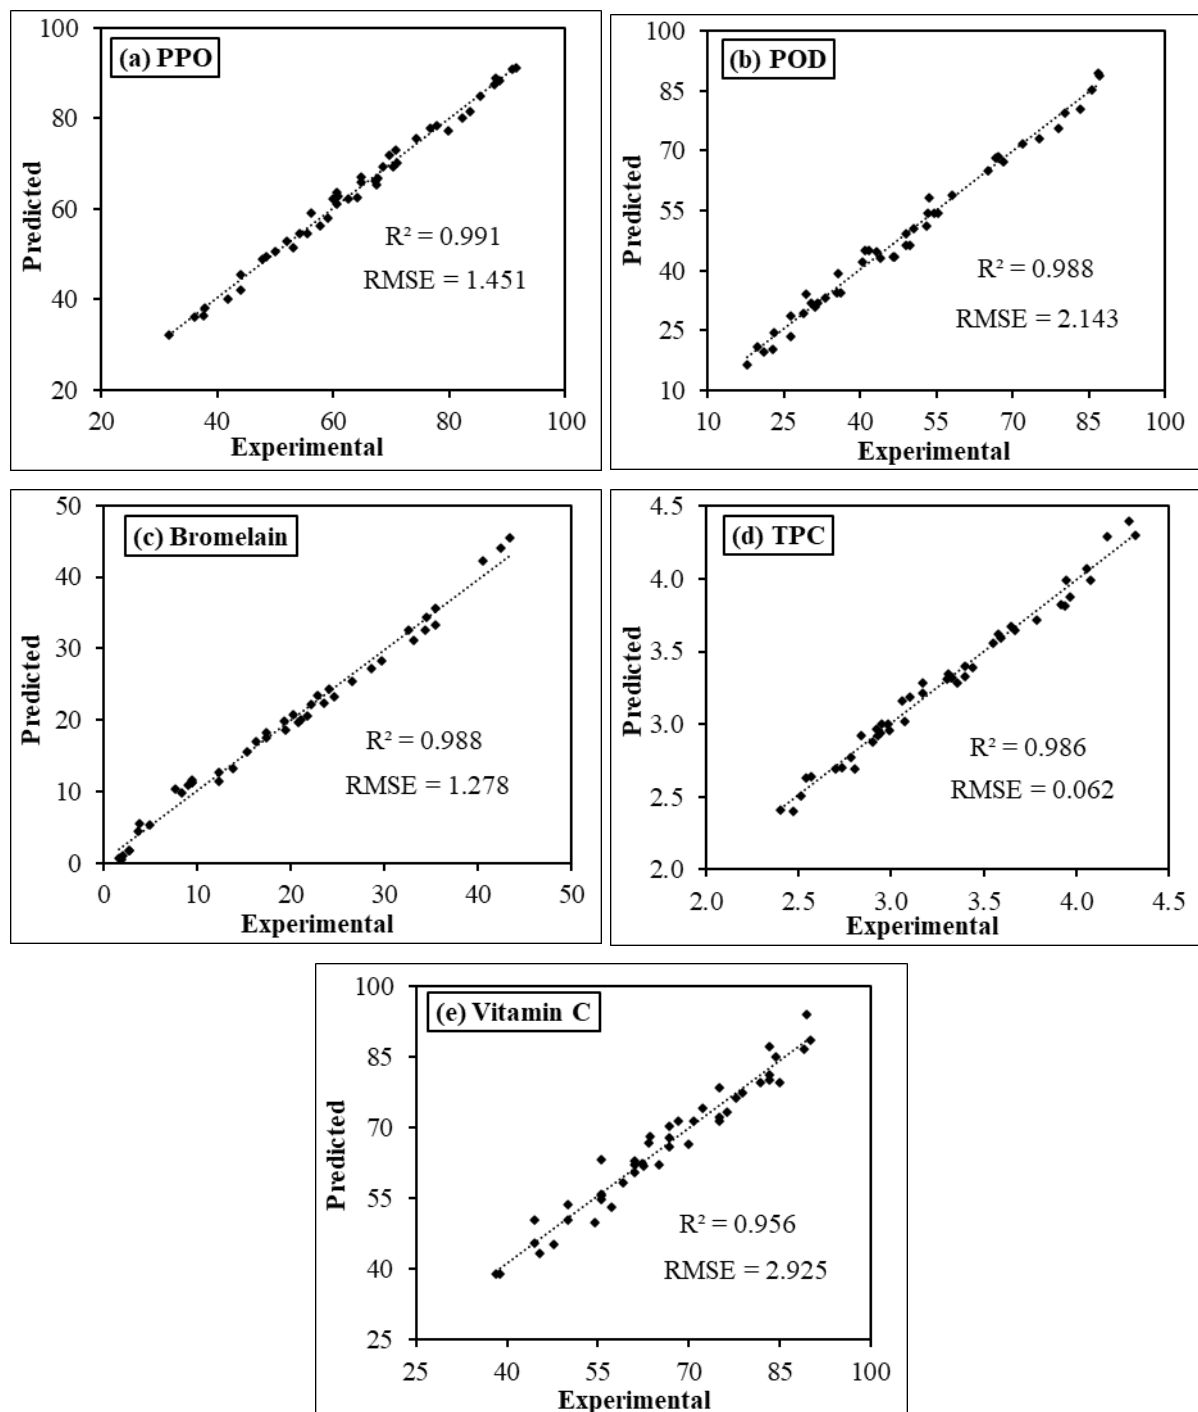 (a) PPO
Predicted
100
80
60
40
20
R² = 0.991
RMSE = 1.451
20 40 60 80 100
Experimental
(b) POD
Predicted
100
85
70
55
40
25
10
R² = 0.988
RMSE = 2.143
10 25 40 55 70 85 100
Experimental
(c) Bromelain
Predicted
50
40
30
20
10
0
R² = 0.988
RMSE = 1.278
0 10 20 30 40 50
Experimental
(d) TPC
Predicted
4.5
4.0
3.5
3.0
2.5
2.0
R² = 0.986
RMSE = 0.062
2.0 2.5 3.0 3.5 4.0 4.5
Experimental
(e) Vitamin C
Predicted
100
85
70
55
40
25
R² = 0.956
RMSE = 2.925
25 40 55 70 85 100
Experimental